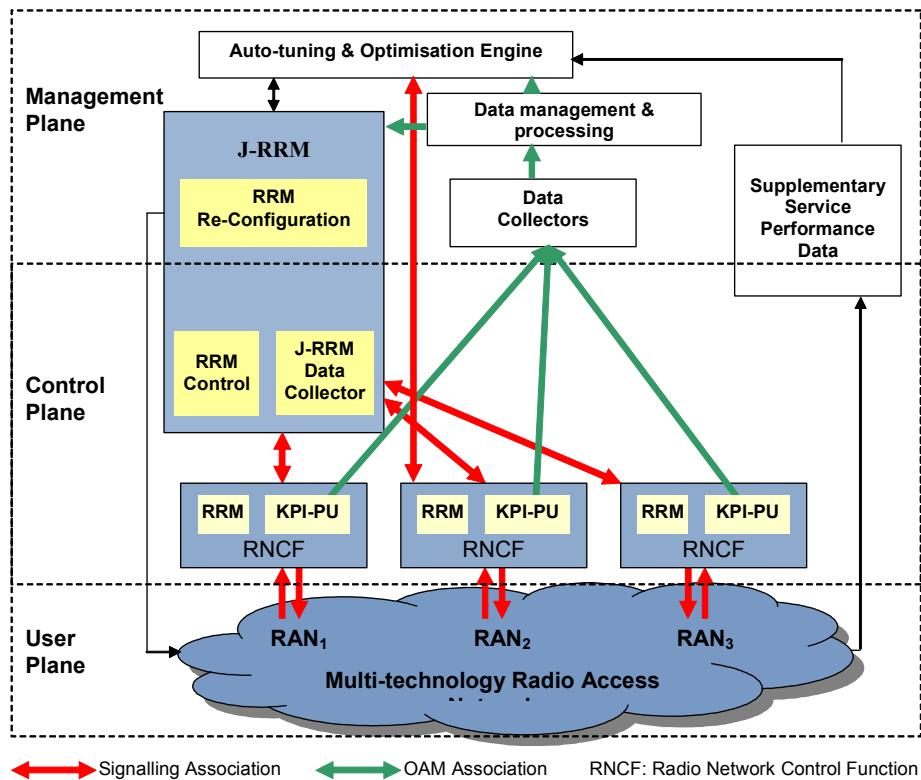 Auto-tuning & Optimisation Engine
Management
Plane
Data management &
processing
J-RRM
RRM
Re-Configuration
Data
Collectors
Supplementary
Service
Performance
Data
Control
Plane
RRM
Control
J-RRM
Data
Collector
RRM
KPI-PU
RNCF
RRM
KPI-PU
RNCF
RRM
KPI-PU
RNCF
User
Plane
RAN1
RAN2
RAN3
Multi-technology Radio Access
Signalling Association
OAM Association
RNCF: Radio Network Control Function